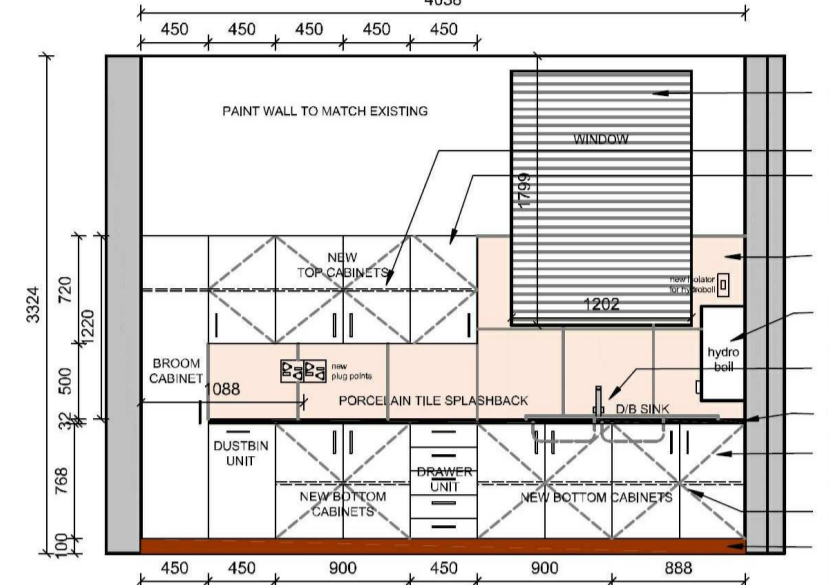 4038
450 450 450 450 450
PAINT WALL TO MATCH EXISTING
WINDOW
1799
3324
720
1220
NEW
TOP CABINETS
new isolator
for hydroboil
1202
hydro
boil
BROOM
CABINET
new
plug points
500
1088
PORCELAIN TILE SPLASHBACK
D/B SINK
32
DUSTBIN
UNIT
768
DRAWER
UNIT
NEW BOTTOM
CABINETS
NEW BOTTOM CABINETS
100
450 450 900 450 900 888